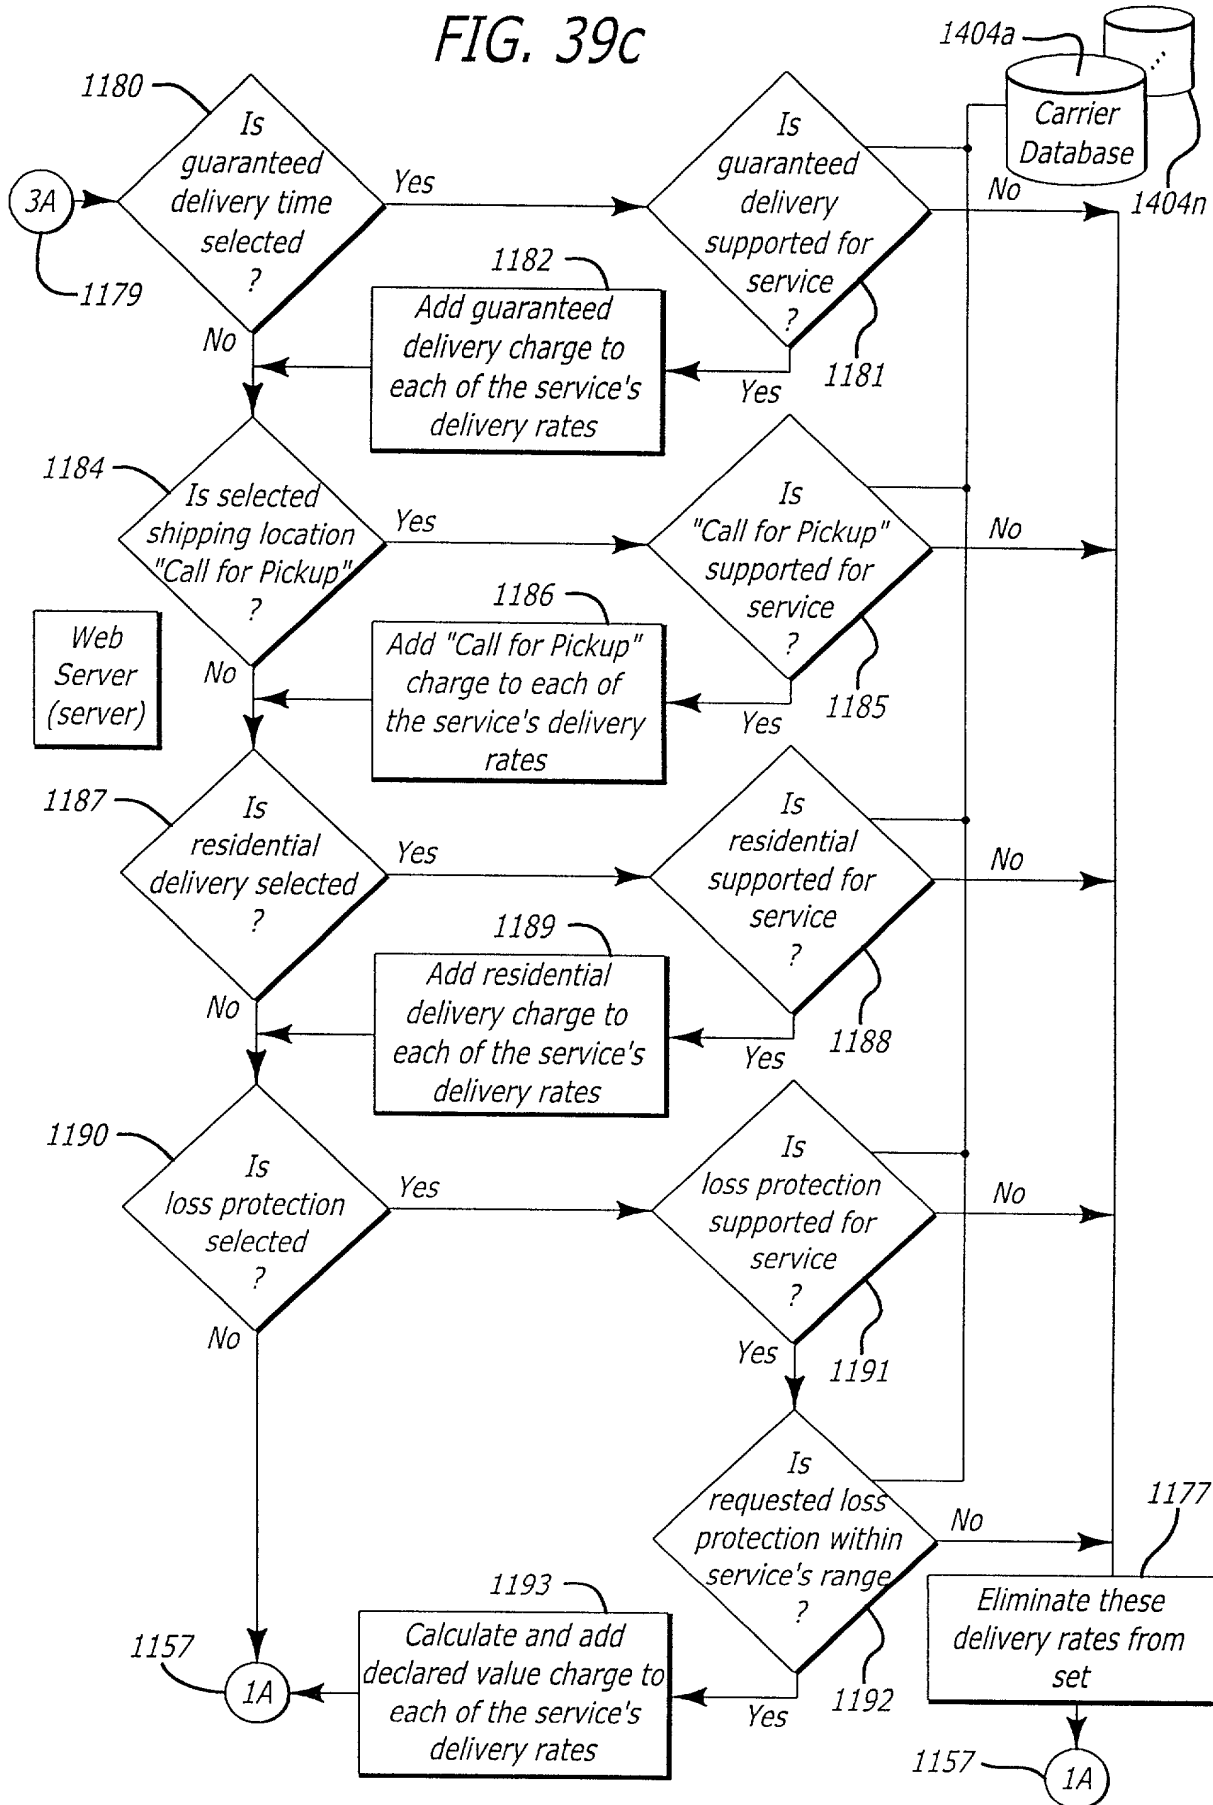 FIG. 39c
1404a
Carrier
Database
1404n
1180
Is
guaranteed
delivery time
selected
?
3A
1179
Yes
No
Is
guaranteed
delivery
supported for
service
?
1181
No
Yes
1182
Add guaranteed
delivery charge to
each of the service's
delivery rates
1184
Is selected
shipping location
"Call for Pickup"
?
Yes
No
Is
"Call for Pickup"
supported for
service
?
1185
No
Yes
1186
Add "Call for Pickup"
charge to each of
the service's delivery
rates
Web
Server
(server)
1187
Is
residential
delivery selected
?
Yes
No
Is
residential
supported for
service
?
1188
No
Yes
1189
Add residential
delivery charge to
each of the service's
delivery rates
1190
Is
loss protection
selected
?
Yes
No
Is
loss protection
supported for
service
?
1191
No
Yes
Is
requested loss
protection within
service's range
?
1192
No
Yes
1177
Eliminate these
delivery rates from
set
1193
Calculate and add
declared value charge to
each of the service's
delivery rates
1157
1A
1157
1A